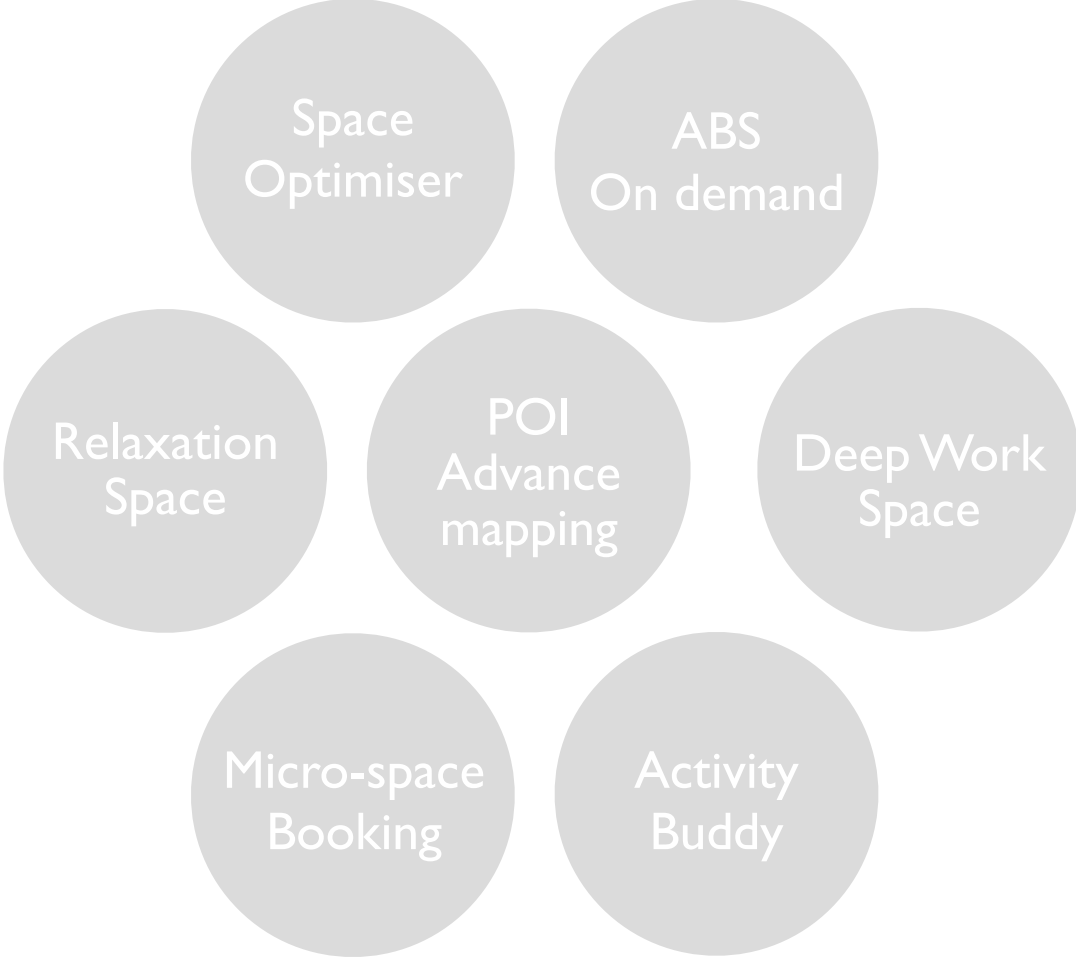 Space
Optimiser
ABS
On demand
Relaxation
Space
POI
Advance
mapping
Deep Work
Space
Micro-space
Booking
Activity
Buddy